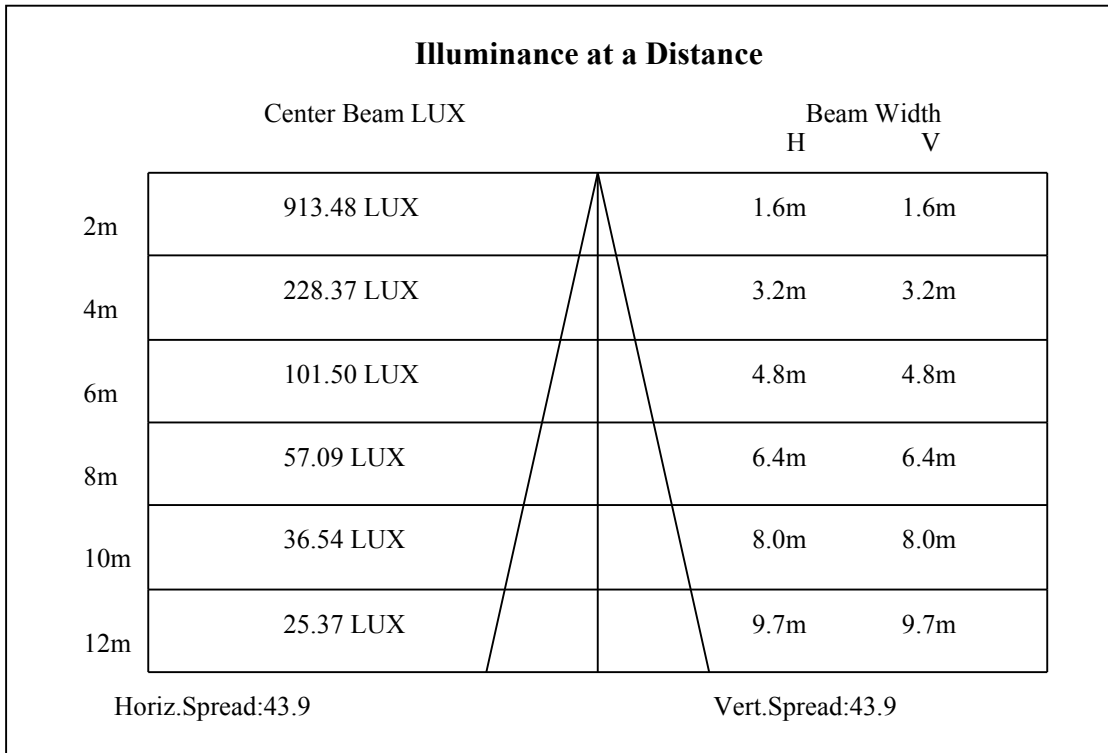 Illuminance at a Distance
Center Beam LUX Beam Width
H V
2m 913.48 LUX 1.6m 1.6m
4m 228.37 LUX 3.2m 3.2m
6m 101.50 LUX 4.8m 4.8m
8m 57.09 LUX 6.4m 6.4m
10m 36.54 LUX 8.0m 8.0m
12m 25.37 LUX 9.7m 9.7m
Horiz.Spread:43.9 Vert.Spread:43.9